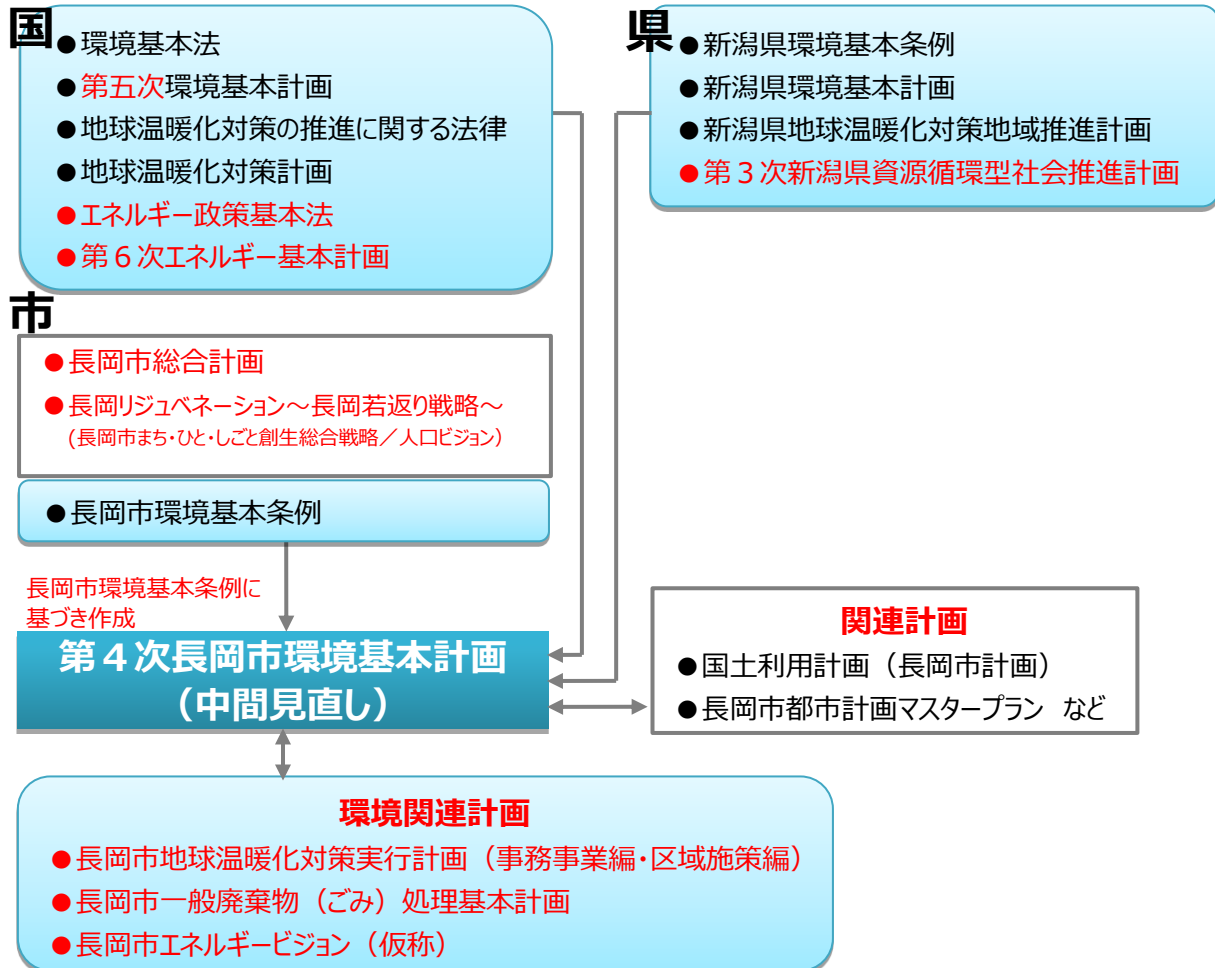 国
●環境基本法
●第五次環境基本計画
●地球温暖化対策の推進に関する法律
●地球温暖化対策計画
●エネルギー政策基本法
●第６次エネルギー基本計画
県
●新潟県環境基本条例
●新潟県環境基本計画
●新潟県地球温暖化対策地域推進計画
●第３次新潟県資源循環型社会推進計画
市
●長岡市総合計画
●長岡リジュベネーション～長岡若返り戦略～
(長岡市まち・ひと・しごと創生総合戦略／人口ビジョン）
●長岡市環境基本条例
長岡市環境基本条例に
基づき作成
第４次長岡市環境基本計画
（中間見直し）
関連計画
●国土利用計画（長岡市計画）
●長岡市都市計画マスタープラン など
環境関連計画
●長岡市地球温暖化対策実行計画（事務事業編・区域施策編）
●長岡市一般廃棄物（ごみ）処理基本計画
●長岡市エネルギービジョン（仮称）